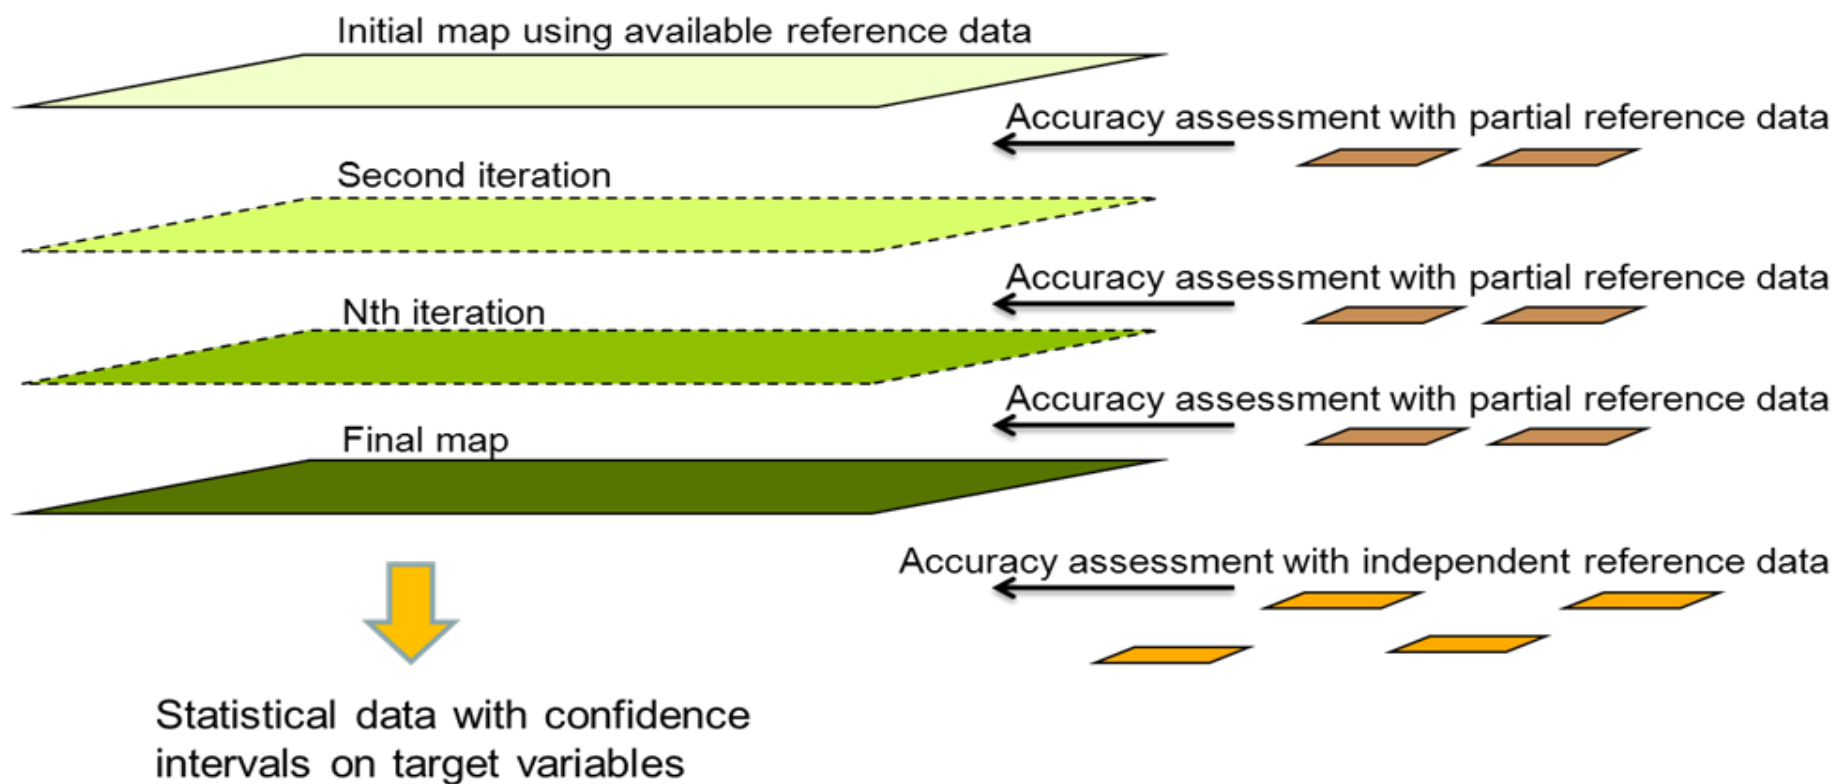 Initial map using available reference data
Accuracy assessment with partial reference data
Second iteration
Accuracy assessment with partial reference data
Nth iteration
Accuracy assessment with partial reference data
Final map
Accuracy assessment with independent reference data
Statistical data with confidence
intervals on target variables